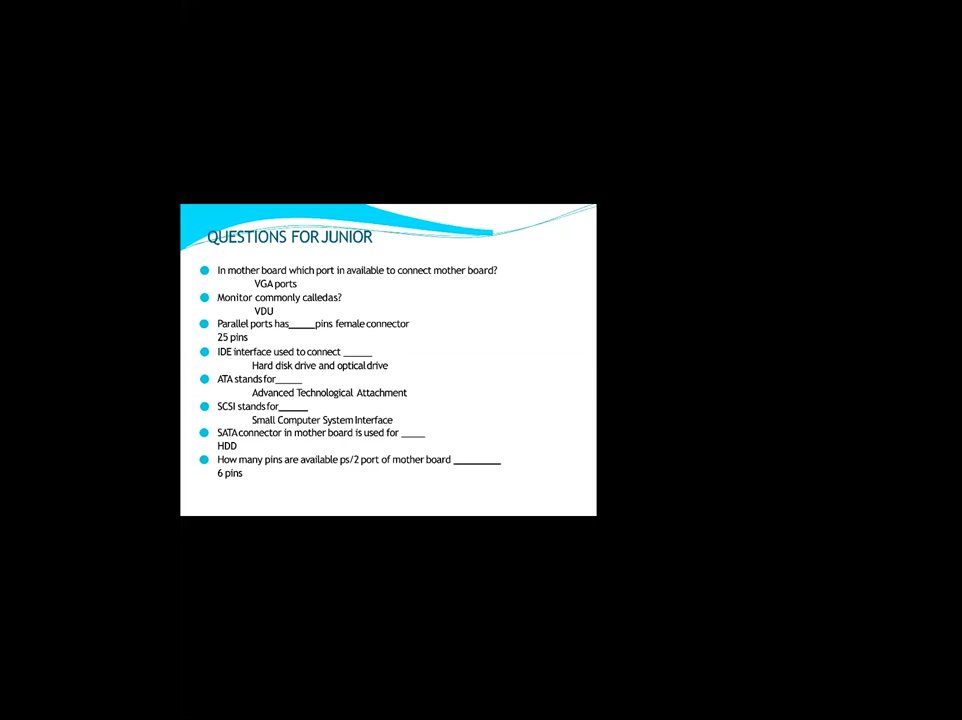 QUESTIONS FOR JUNIOR
In mother board which port in available to connect mother board?
VGA ports
Monitor commonly calledas?
VDU
Parallel ports has_____pins female connector
25 pins
IDE interface used to connect ______
Hard disk drive and optical drive
ATA stands for_____
Advanced Technological Attachment
SCSI stands for______
Small Computer System Interface
SATA connector in mother board is used for _____
HDD
How many pins are available ps/2 port of mother board __________
6 pins